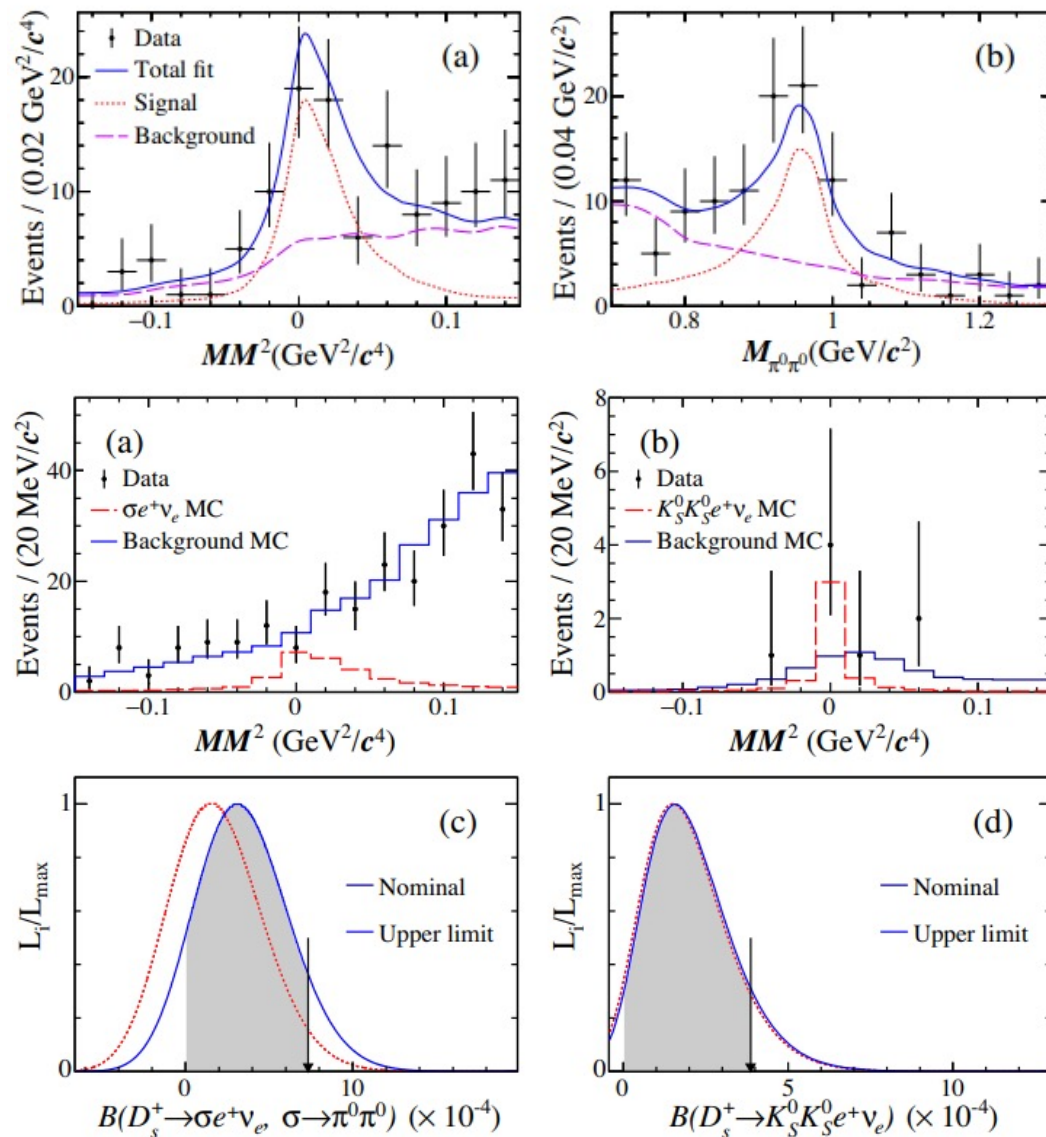 Events / (0.02 GeV²/c⁴)
20
10
0
(a)
Data
Total fit
Signal
Background
−0.1 0 0.1
MM²(GeV²/c⁴)
Events / (0.04 GeV/c²)
20
10
0
(b)
0.8 1 1.2
M_π⁰π⁰(GeV/c²)
Events / (20 MeV/c²)
40
20
0
(a)
Data
σe⁺ν_e MC
Background MC
−0.1 0 0.1
MM² (GeV²/c⁴)
Events / (20 MeV/c²)
8
6
4
2
0
(b)
Data
K_S⁰K_S⁰e⁺ν_e MC
Background MC
−0.1 0 0.1
MM² (GeV²/c⁴)
L_i/L_max
1
0
(c)
Nominal
Upper limit
0 10
B(D_s⁺→σe⁺ν_e, σ→π⁰π⁰) (× 10⁻⁴)
L_i/L_max
1
0
(d)
Nominal
Upper limit
0 5 10
B(D_s⁺→K_S⁰K_S⁰e⁺ν_e) (× 10⁻⁴)